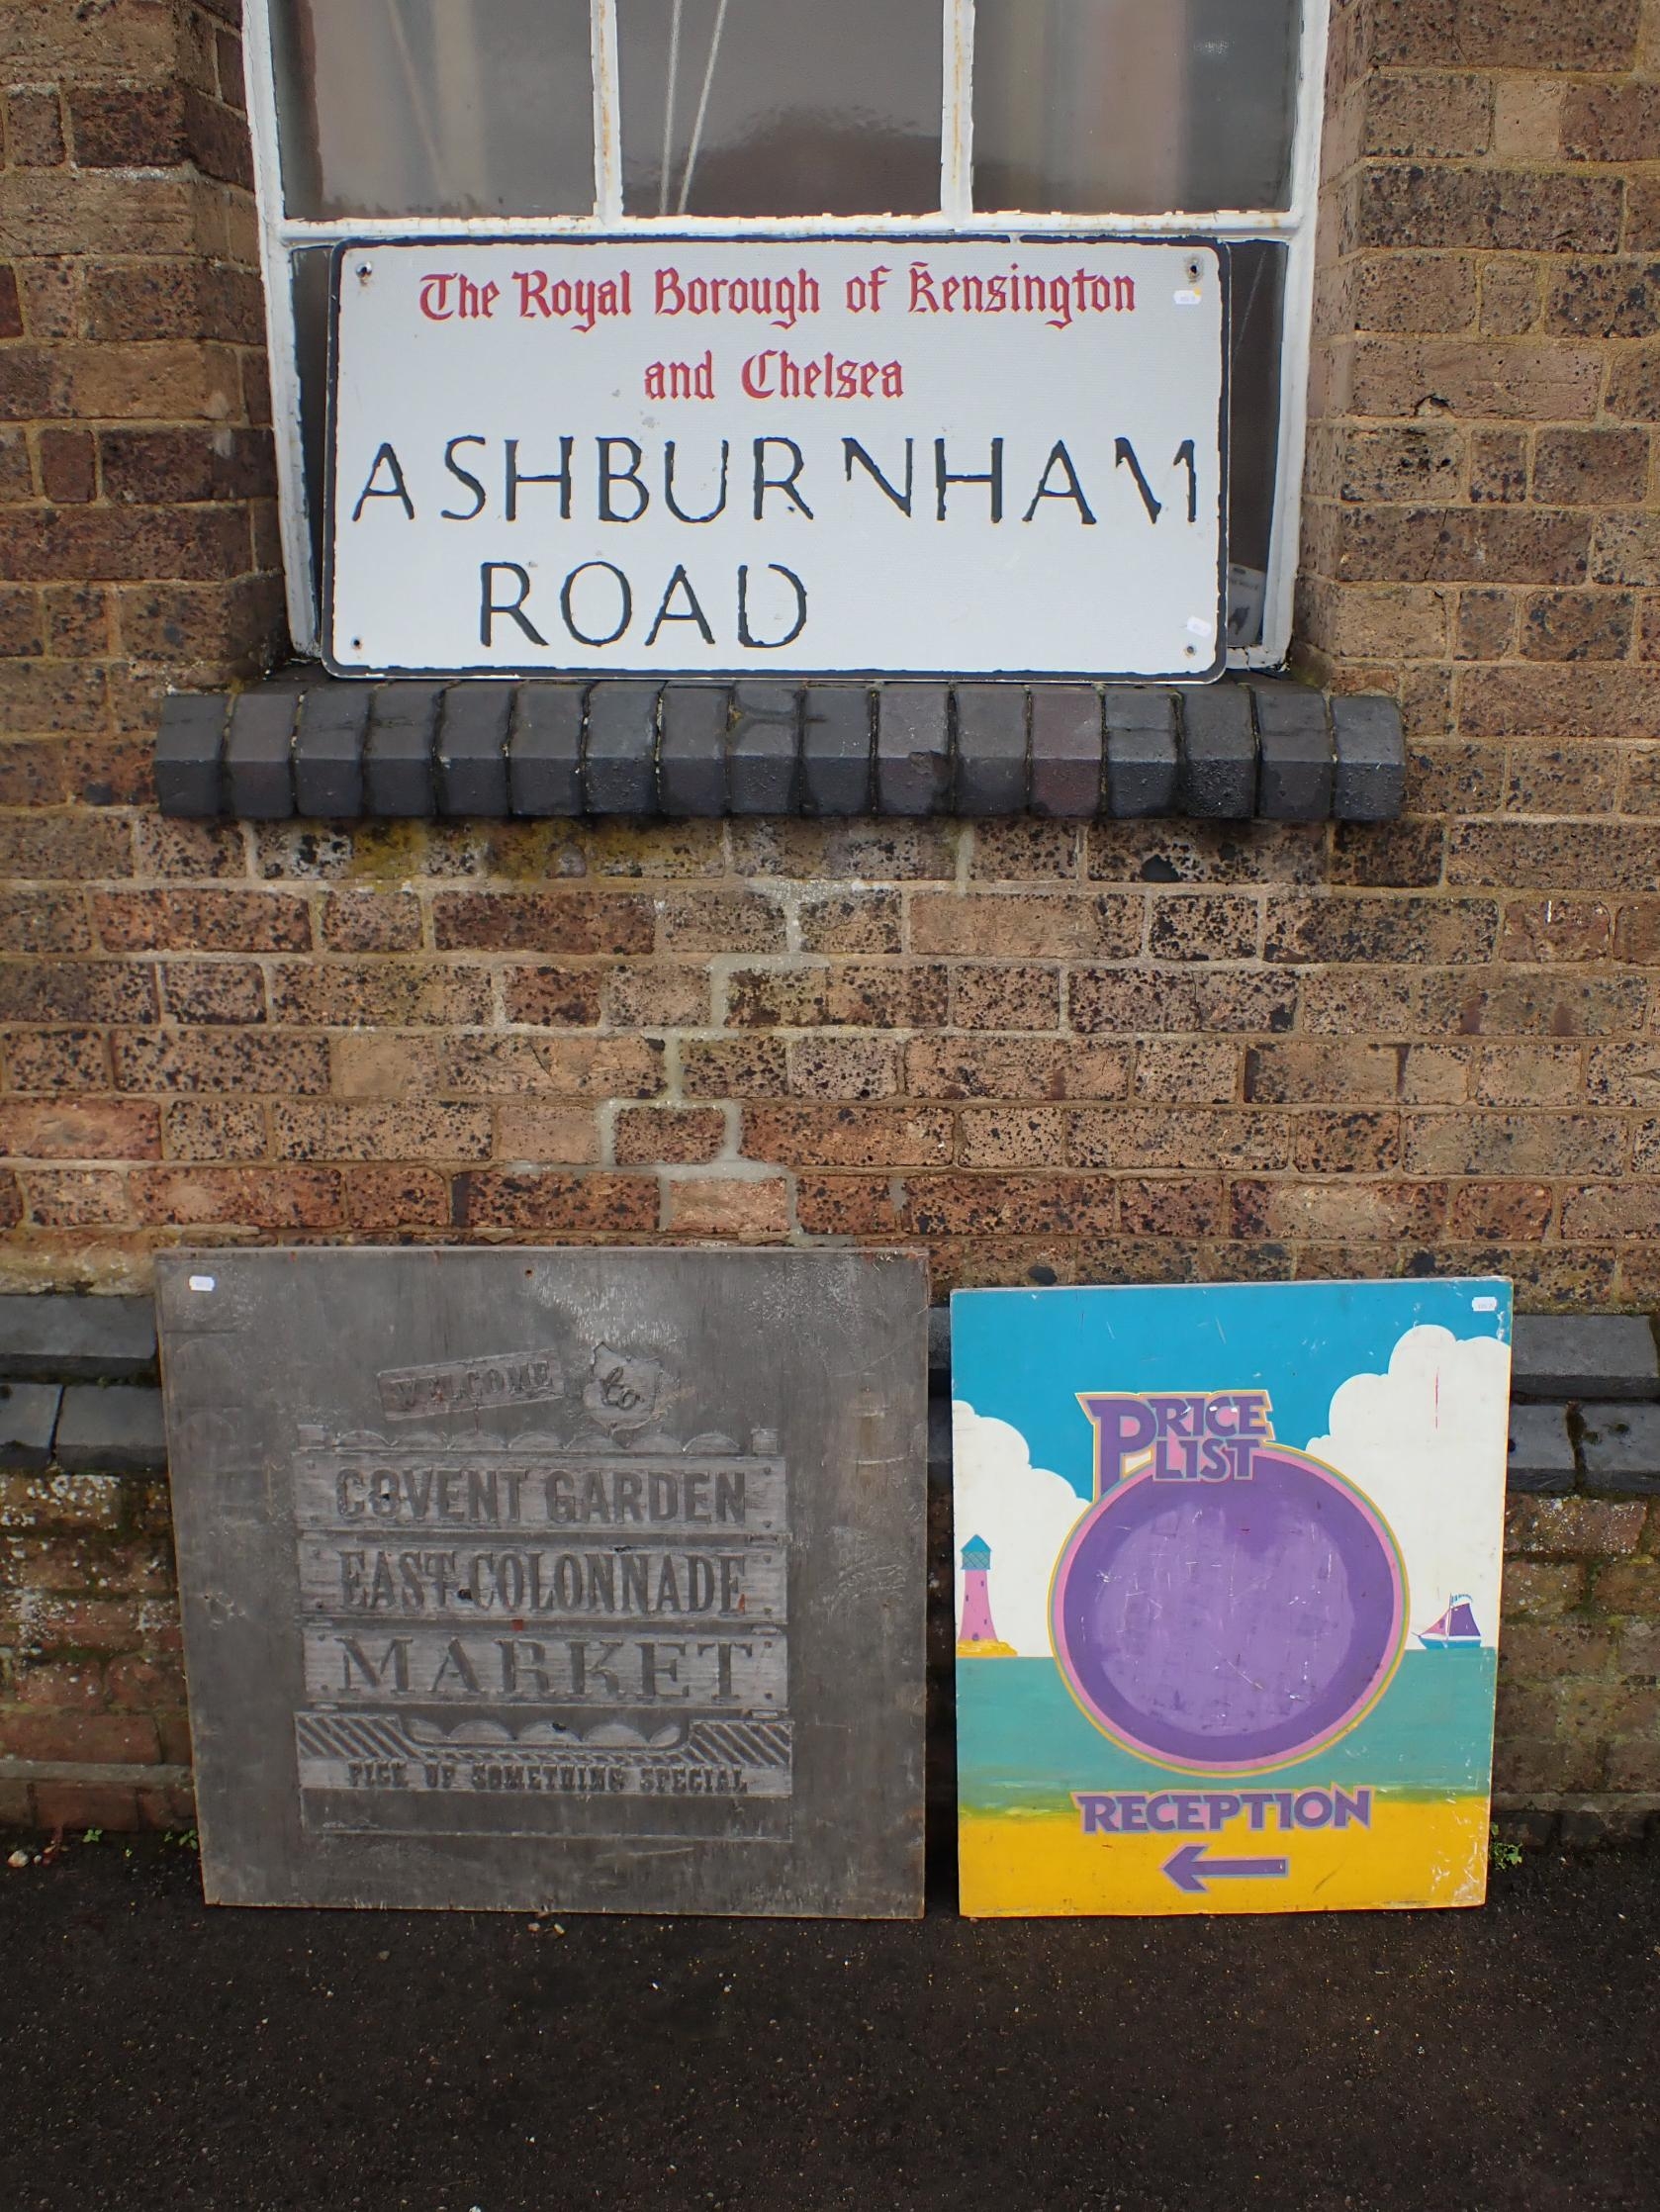 The Royal Borough of Kensington
and Chelsea
ASHBURNHAM
ROAD
WELCOME to
COVENT GARDEN
EAST COLONNADE
MARKET
PICK UP SOMETHING SPECIAL
PRICE
LIST
RECEPTION